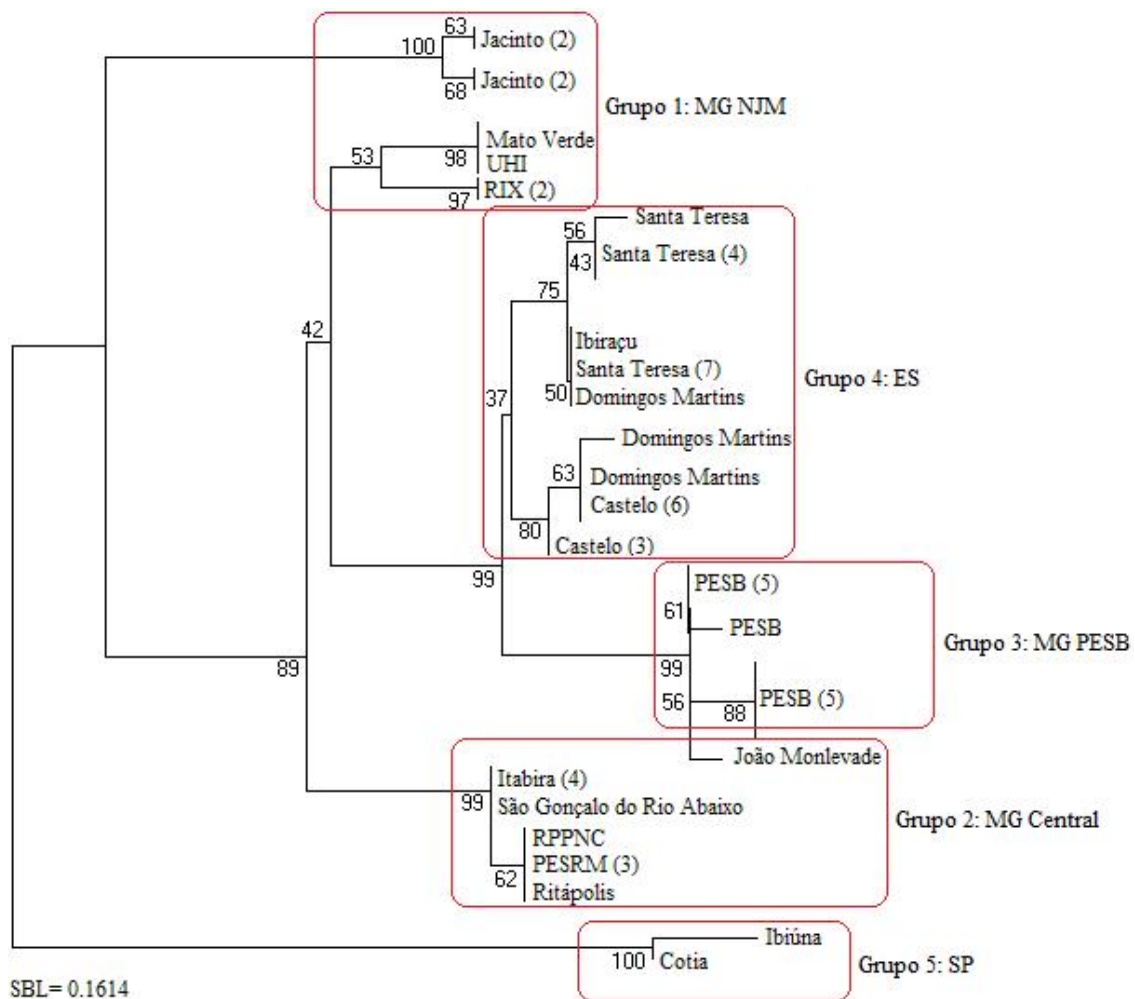 63
Jacinto (2)
100
Jacinto (2)
68
Grupo 1: MG NJM
Mato Verde
53
98
UHI
RIX (2)
97
Santa Teresa
56
Santa Teresa (4)
43
75
42
Ibiraçu
Santa Teresa (7)
Grupo 4: ES
50
Domingos Martins
37
Domingos Martins
63
Domingos Martins
Castelo (6)
80
Castelo (3)
99
PESB (5)
61
PESB
Grupo 3: MG PESB
99
89
56
PESB (5)
88
João Monlevade
Itabira (4)
99
São Gonçalo do Rio Abaixo
Grupo 2: MG Central
RPPNC
PESRM (3)
62
Ritápolis
Ibiúna
100
Cotia
Grupo 5: SP
SBL= 0.1614